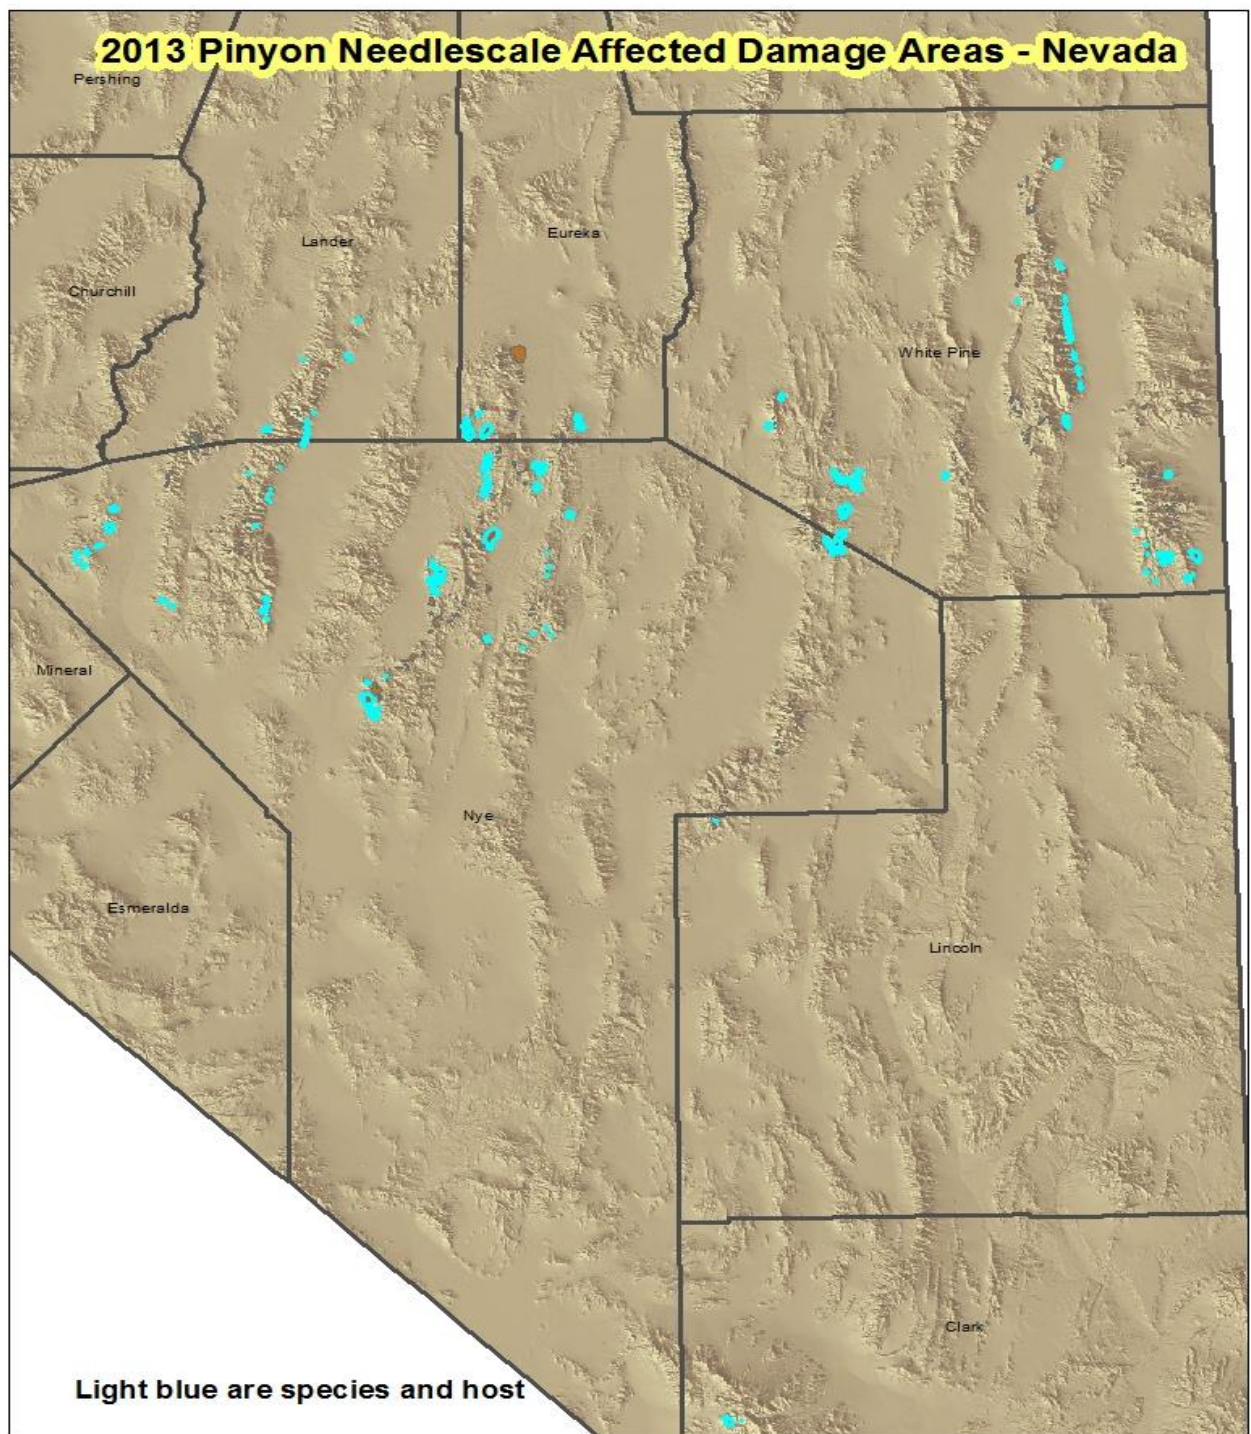 2013 Pinyon Needlescale Affected Damage Areas - Nevada
Pershing
Eureka
Lander
Churchill
White Pine
Mineral
Nye
Esmeralda
Lincoln
Clark
Light blue are species and host